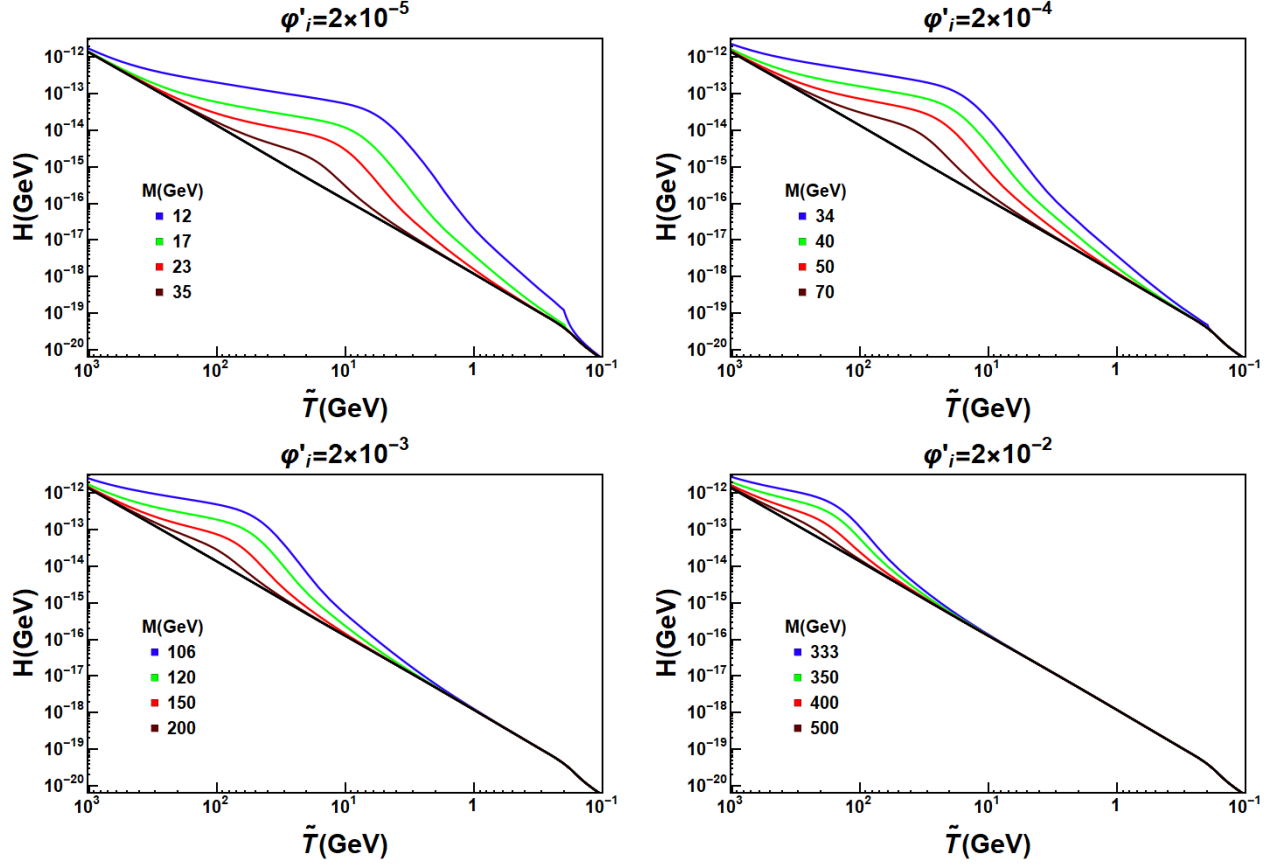 φ'ᵢ=2×10⁻⁵
H(GeV)
10⁻¹²
10⁻¹³
10⁻¹⁴
10⁻¹⁵
10⁻¹⁶
10⁻¹⁷
10⁻¹⁸
10⁻¹⁹
10⁻²⁰
M(GeV)
12
17
23
35
10³ 10² 10¹ 1 10⁻¹
T̃(GeV)
φ'ᵢ=2×10⁻⁴
H(GeV)
10⁻¹²
10⁻¹³
10⁻¹⁴
10⁻¹⁵
10⁻¹⁶
10⁻¹⁷
10⁻¹⁸
10⁻¹⁹
10⁻²⁰
M(GeV)
34
40
50
70
10³ 10² 10¹ 1 10⁻¹
T̃(GeV)
φ'ᵢ=2×10⁻³
H(GeV)
10⁻¹²
10⁻¹³
10⁻¹⁴
10⁻¹⁵
10⁻¹⁶
10⁻¹⁷
10⁻¹⁸
10⁻¹⁹
10⁻²⁰
M(GeV)
106
120
150
200
10³ 10² 10¹ 1 10⁻¹
T̃(GeV)
φ'ᵢ=2×10⁻²
H(GeV)
10⁻¹²
10⁻¹³
10⁻¹⁴
10⁻¹⁵
10⁻¹⁶
10⁻¹⁷
10⁻¹⁸
10⁻¹⁹
10⁻²⁰
M(GeV)
333
350
400
500
10³ 10² 10¹ 1 10⁻¹
T̃(GeV)